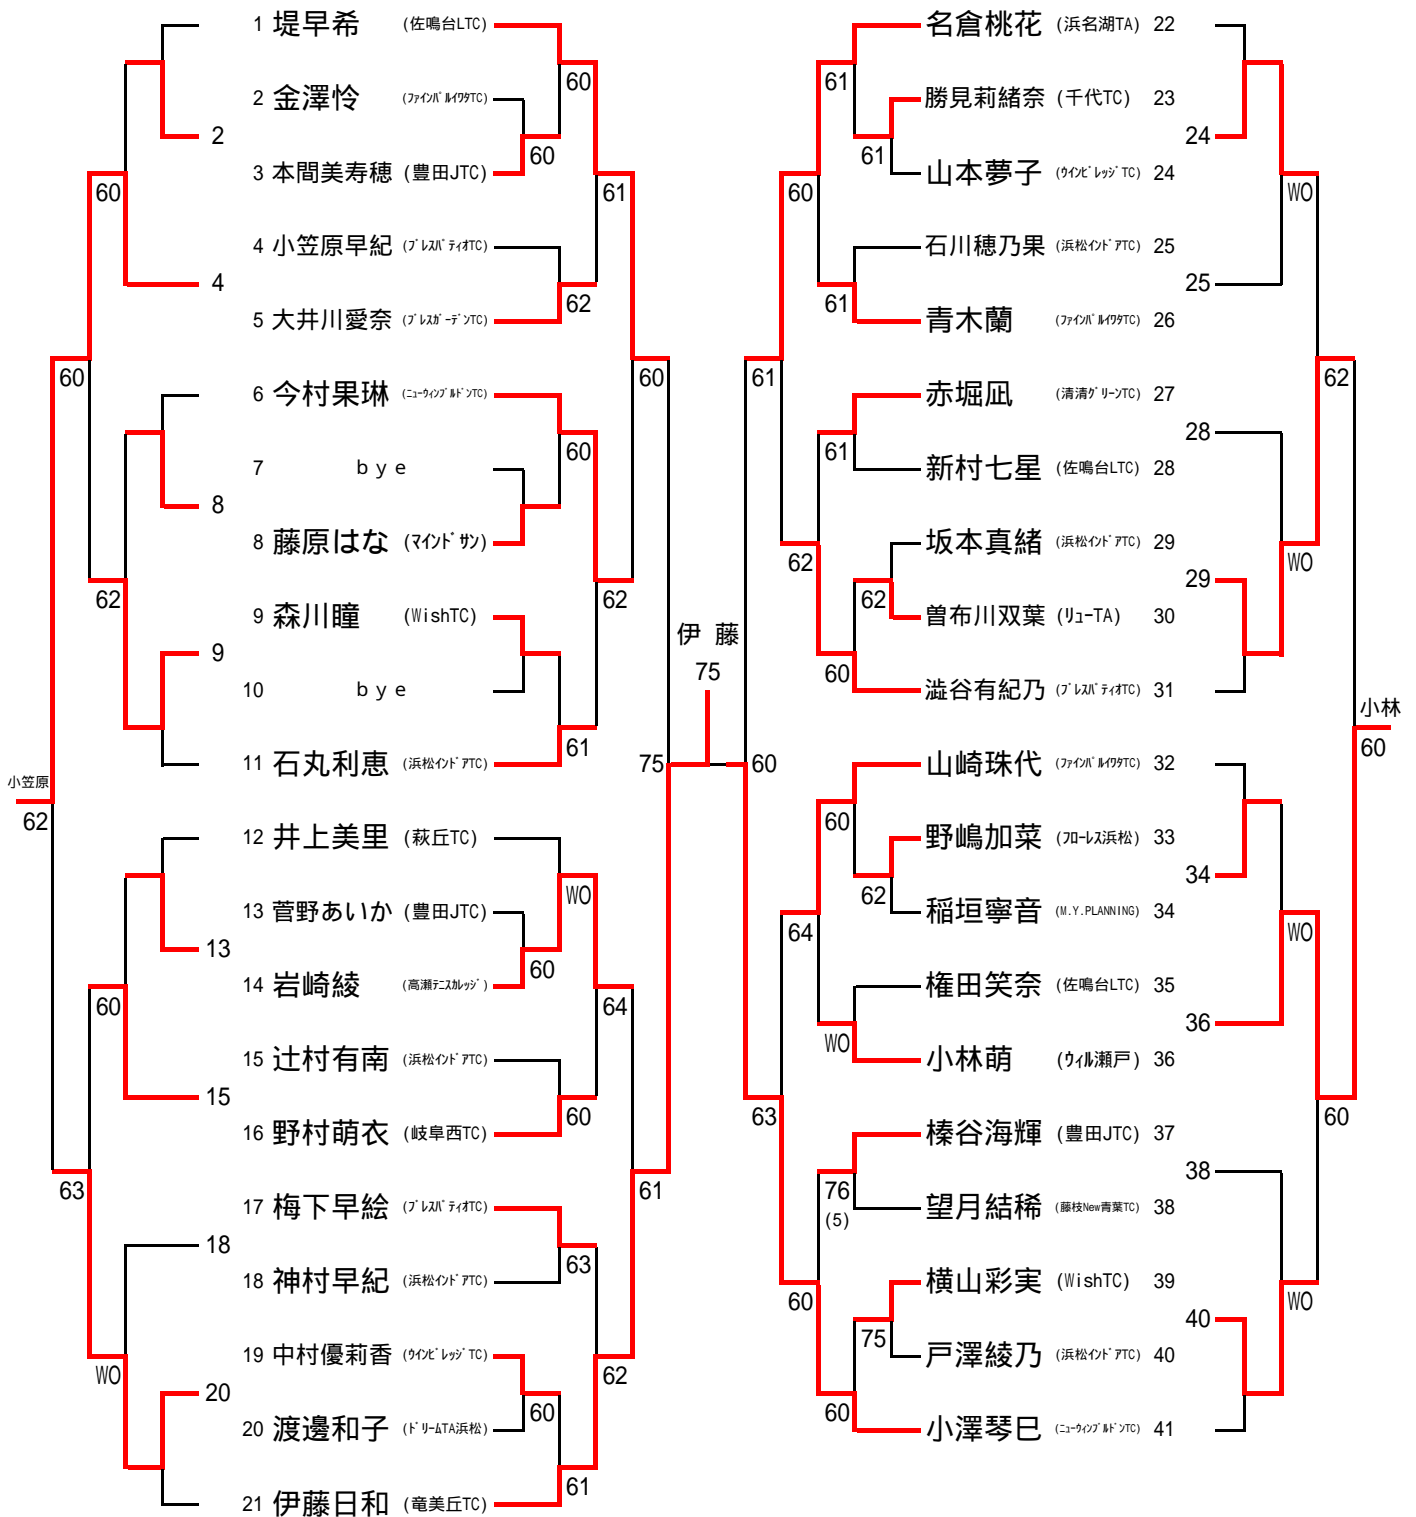 1 堤早希 (佐鳴台LTC)
2 金澤怜 (ファインバルイワタTC)
3 本間美寿穂 (豊田JTC)
4 小笠原早紀 (ブレスパティオTC)
5 大井川愛奈 (ブレスガーデンTC)
6 今村果琳 (ニューウィンブルドンTC)
7 bye
8 藤原はな (マインドサン)
9 森川瞳 (WishTC)
10 bye
11 石丸利恵 (浜松インドアTC)
12 井上美里 (萩丘TC)
13 菅野あいか (豊田JTC)
14 岩崎綾 (高瀬テニスカレッジ)
15 辻村有南 (浜松インドアTC)
16 野村萌衣 (岐阜西TC)
17 梅下早絵 (ブレスパティオTC)
18 神村早紀 (浜松インドアTC)
19 中村優莉香 (ウインビレッジTC)
20 渡邊和子 (ドリームTA浜松)
21 伊藤日和 (竜美丘TC)
2
4
8
9
13
15
18
20
60
62
60
WO
60
63
小笠原
62
60
60
62
60
61
60
WO
60
63
60
61
61
62
64
62
60
61
75
伊藤
75
60
名倉桃花 (浜名湖TA) 22
勝見莉緒奈 (千代TC) 23
山本夢子 (ウインビレッジTC) 24
石川穂乃果 (浜松インドアTC) 25
青木蘭 (ファインバルイワタTC) 26
赤堀凪 (清清グリーンTC) 27
新村七星 (佐鳴台LTC) 28
坂本真緒 (浜松インドアTC) 29
曽布川双葉 (リューTA) 30
澁谷有紀乃 (ブレスパティオTC) 31
山崎珠代 (ファインバルイワタTC) 32
野嶋加菜 (フローレス浜松) 33
稲垣寧音 (M.Y.PLANNING) 34
権田笑奈 (佐鳴台LTC) 35
小林萌 (ウィル瀬戸) 36
榛谷海輝 (豊田JTC) 37
望月結稀 (藤枝New青葉TC) 38
横山彩実 (WishTC) 39
戸澤綾乃 (浜松インドアTC) 40
小澤琴巳 (ニューウィンブルドンTC) 41
61
61
60
61
61
61
62
62
60
60
62
64
WO
63
76
(5)
60
75
60
24
25
28
29
34
36
38
40
WO
62
WO
WO
60
WO
小林
60